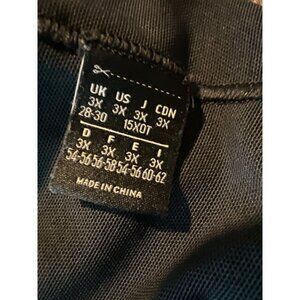 UK US J CDN
3X 3X 3X 3X
28-30 15XOT
D F E I
3X 3X 3X 3X
54-56 56-58 54-56 60-62
MADE IN CHINA